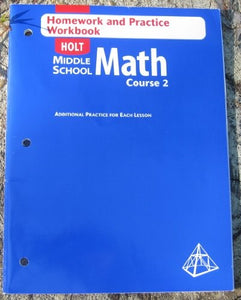 Homework and Practice
Workbook
HOLT
MIDDLE
SCHOOL
Math
Course 2
ADDITIONAL PRACTICE FOR EACH LESSON